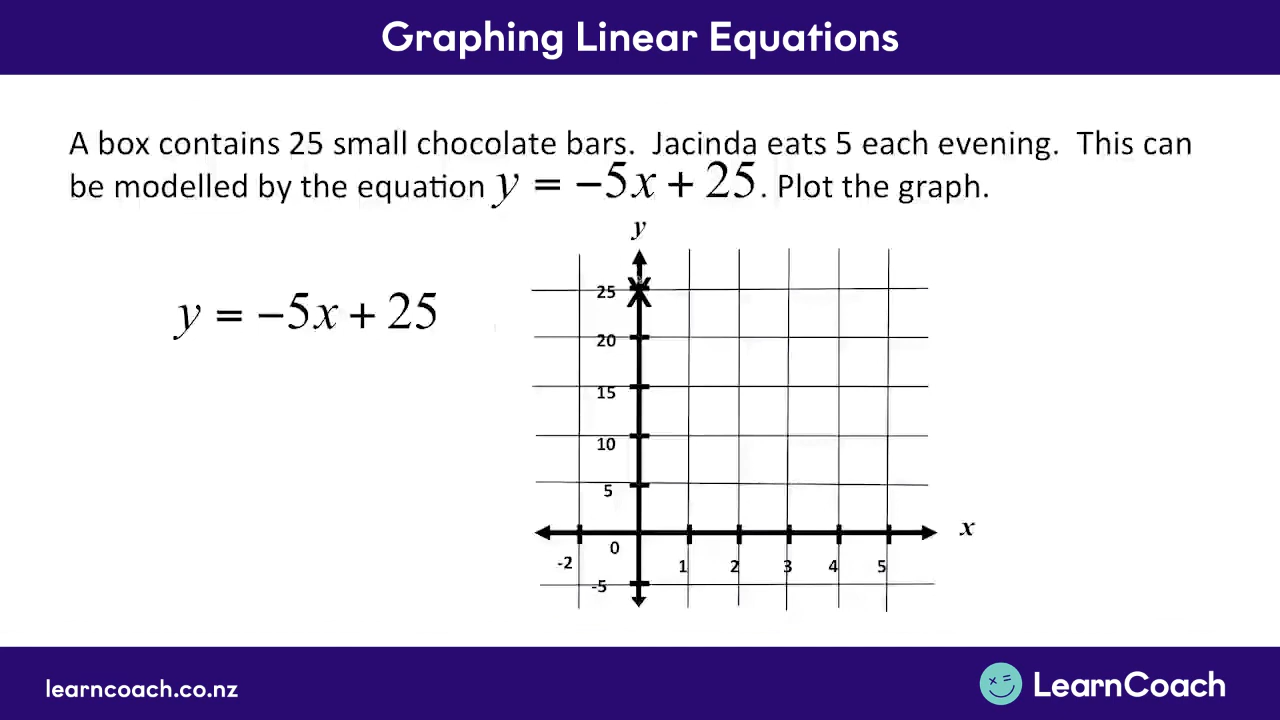 Graphing Linear Equations
A box contains 25 small chocolate bars. Jacinda eats 5 each evening. This can
be modelled by the equation y = −5x + 25. Plot the graph.
y
y = −5x + 25
25
20
15
10
5
x
0
-2 1 2 3 4 5
-5
learncoach.co.nz
LearnCoach